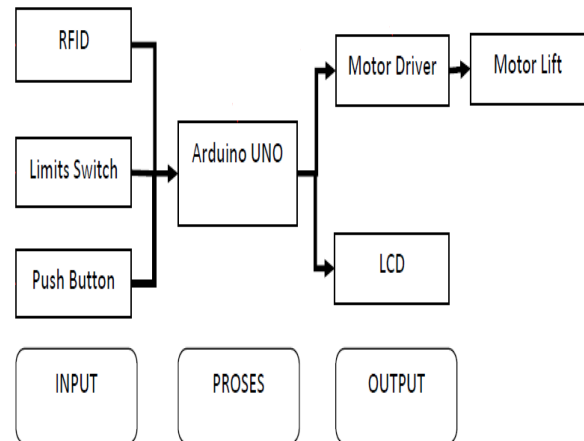 RFID
Limits Switch
Push Button
Arduino UNO
Motor Driver
Motor Lift
LCD
INPUT
PROSES
OUTPUT